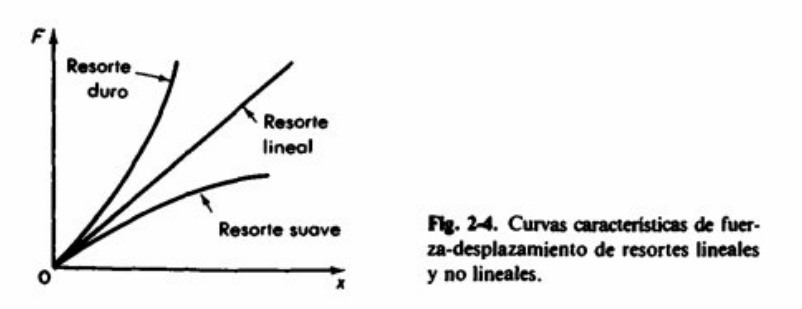 F
Resorte
duro
Resorte
lineal
Resorte suave
O
x
Fig. 2-4. Curvas características de fuer-
za-desplazamiento de resortes lineales
y no lineales.